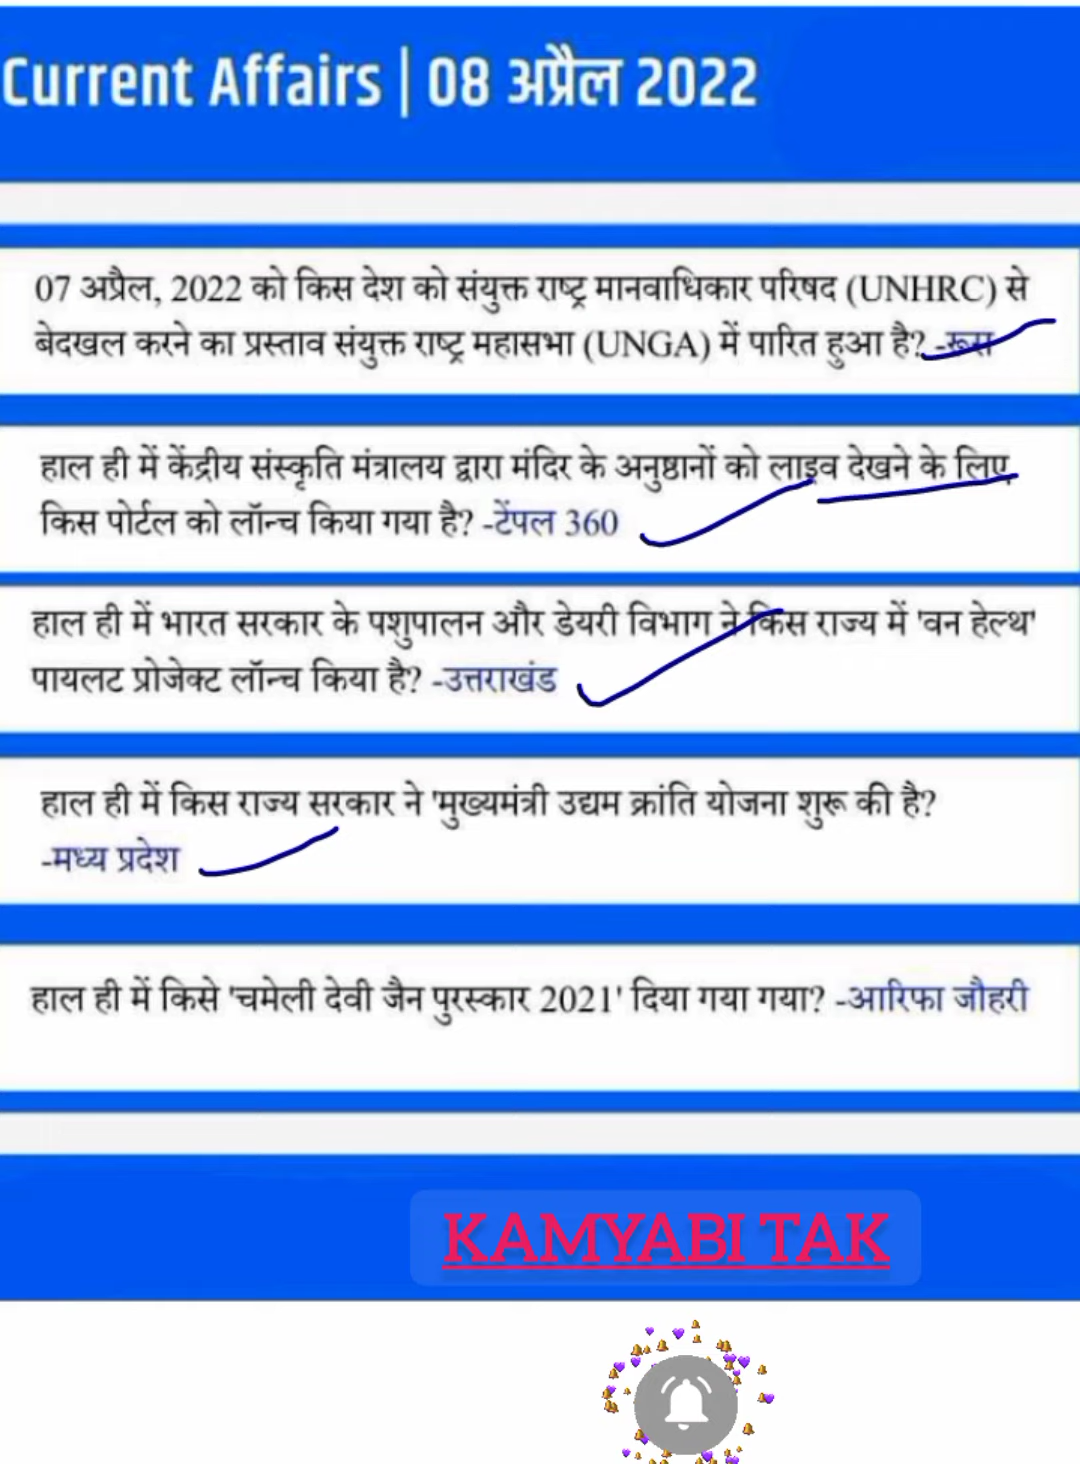 Current Affairs | 08 अप्रैल 2022
07 अप्रैल, 2022 को किस देश को संयुक्त राष्ट्र मानवाधिकार परिषद (UNHRC) से
बेदखल करने का प्रस्ताव संयुक्त राष्ट्र महासभा (UNGA) में पारित हुआ है? -रूस
हाल ही में केंद्रीय संस्कृति मंत्रालय द्वारा मंदिर के अनुष्ठानों को लाइव देखने के लिए
किस पोर्टल को लॉन्च किया गया है? -टेंपल 360
हाल ही में भारत सरकार के पशुपालन और डेयरी विभाग ने किस राज्य में 'वन हेल्थ'
पायलट प्रोजेक्ट लॉन्च किया है? -उत्तराखंड
हाल ही में किस राज्य सरकार ने 'मुख्यमंत्री उद्यम क्रांति योजना शुरू की है?
-मध्य प्रदेश
हाल ही में किसे 'चमेली देवी जैन पुरस्कार 2021' दिया गया गया? -आरिफा जौहरी
KAMYABI TAK